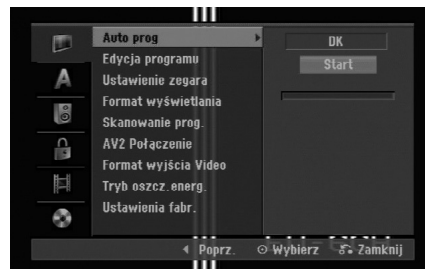 Auto prog
Edycja programu
Ustawienie zegara
Format wyświetlania
Skanowanie prog.
AV2 Połączenie
Format wyjścia Video
Tryb oszcz.energ.
Ustawienia fabr.
DK
Start
A
Poprz. Wybierz Zamknij